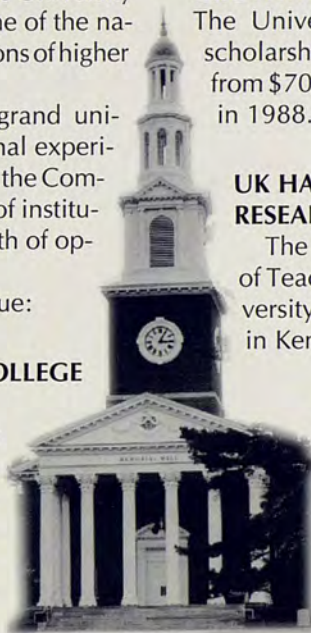 ne of the na-
ons of higher
grand uni-
nal experi-
the Com-
of institu-
th of op-
ue:
OLLEGE
The Unive
scholarsh
from $70
in 1988.
UK HA
RESEA
The
of Teac
versity
in Ken
MEMORIAL HALL